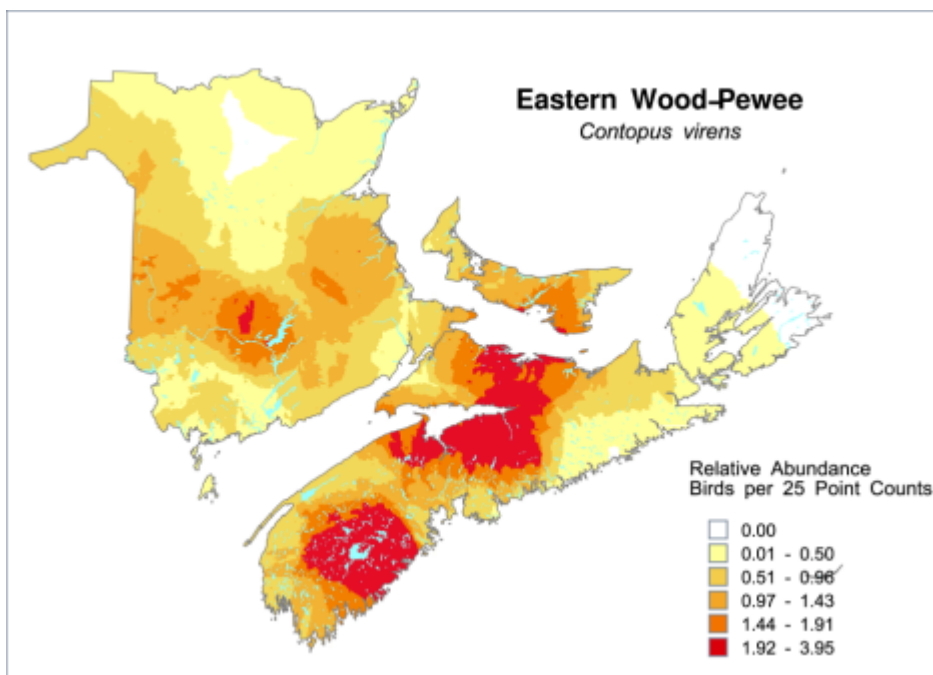 Eastern Wood-Pewee
Contopus virens
Relative Abundance
Birds per 25 Point Counts
0.00
0.01 - 0.50
0.51 - 0.96
0.97 - 1.43
1.44 - 1.91
1.92 - 3.95